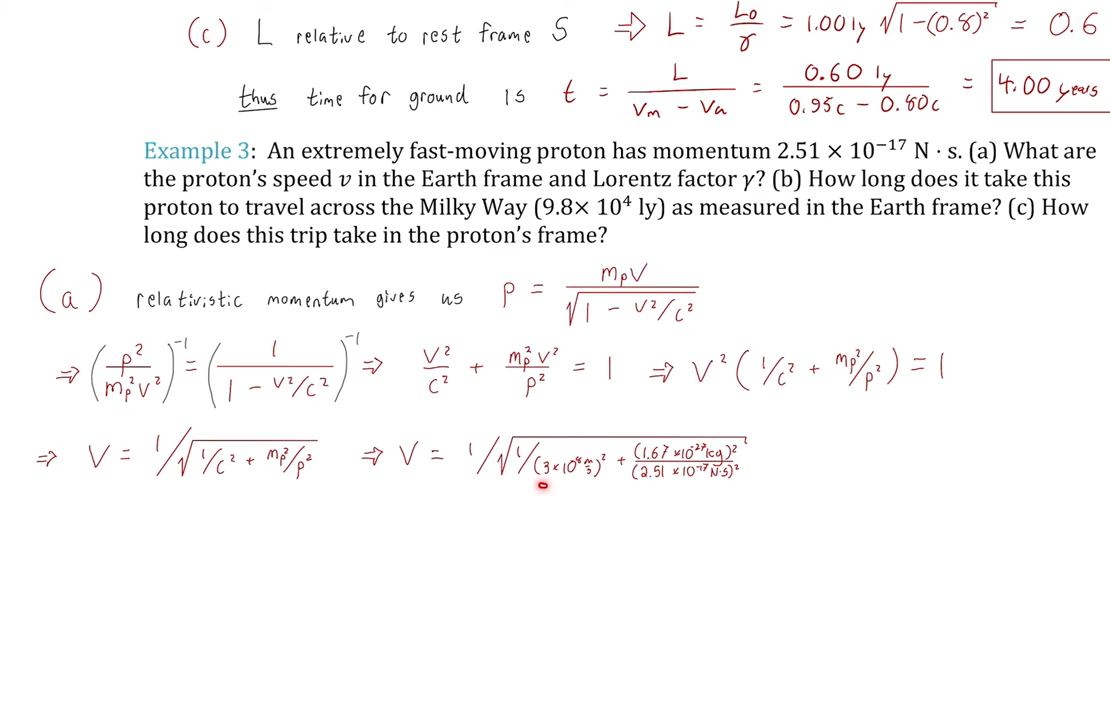 (c) L relative to rest frame S ⇒ L = L₀/γ = 1.00 ly √(1-(0.8)²) = 0.6
thus time for ground is t = L/(Vm − Va) = 0.60 ly/(0.95c − 0.80c) = 4.00 years
Example 3: An extremely fast-moving proton has momentum 2.51 × 10⁻¹⁷ N · s. (a) What are
the proton's speed v in the Earth frame and Lorentz factor γ? (b) How long does it take this
proton to travel across the Milky Way (9.8× 10⁴ ly) as measured in the Earth frame? (c) How
long does this trip take in the proton's frame?
(a) relativistic momentum gives us p = mₚv/√(1 − v²/c²)
⇒ (p²/mₚ²v²)⁻¹ = (1/(1 − v²/c²))⁻¹ ⇒ v²/c² + mₚ²v²/p² = 1 ⇒ v²(1/c² + mₚ²/p²) = 1
⇒ V = 1/√(1/c² + mₚ²/p²) ⇒ V = 1/√(1/(3×10⁸ m/s)² + (1.67 ×10⁻²⁷kg)²/(2.51 ×10⁻¹⁷N·s)²)